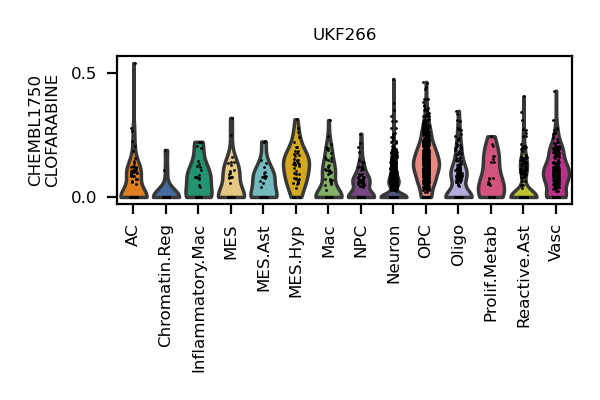 UKF266
CHEMBL1750
CLOFARABINE
0.5
0.0
AC
Chromatin.Reg
Inflammatory.Mac
MES
MES.Ast
MES.Hyp
Mac
NPC
Neuron
OPC
Oligo
Prolif.Metab
Reactive.Ast
Vasc